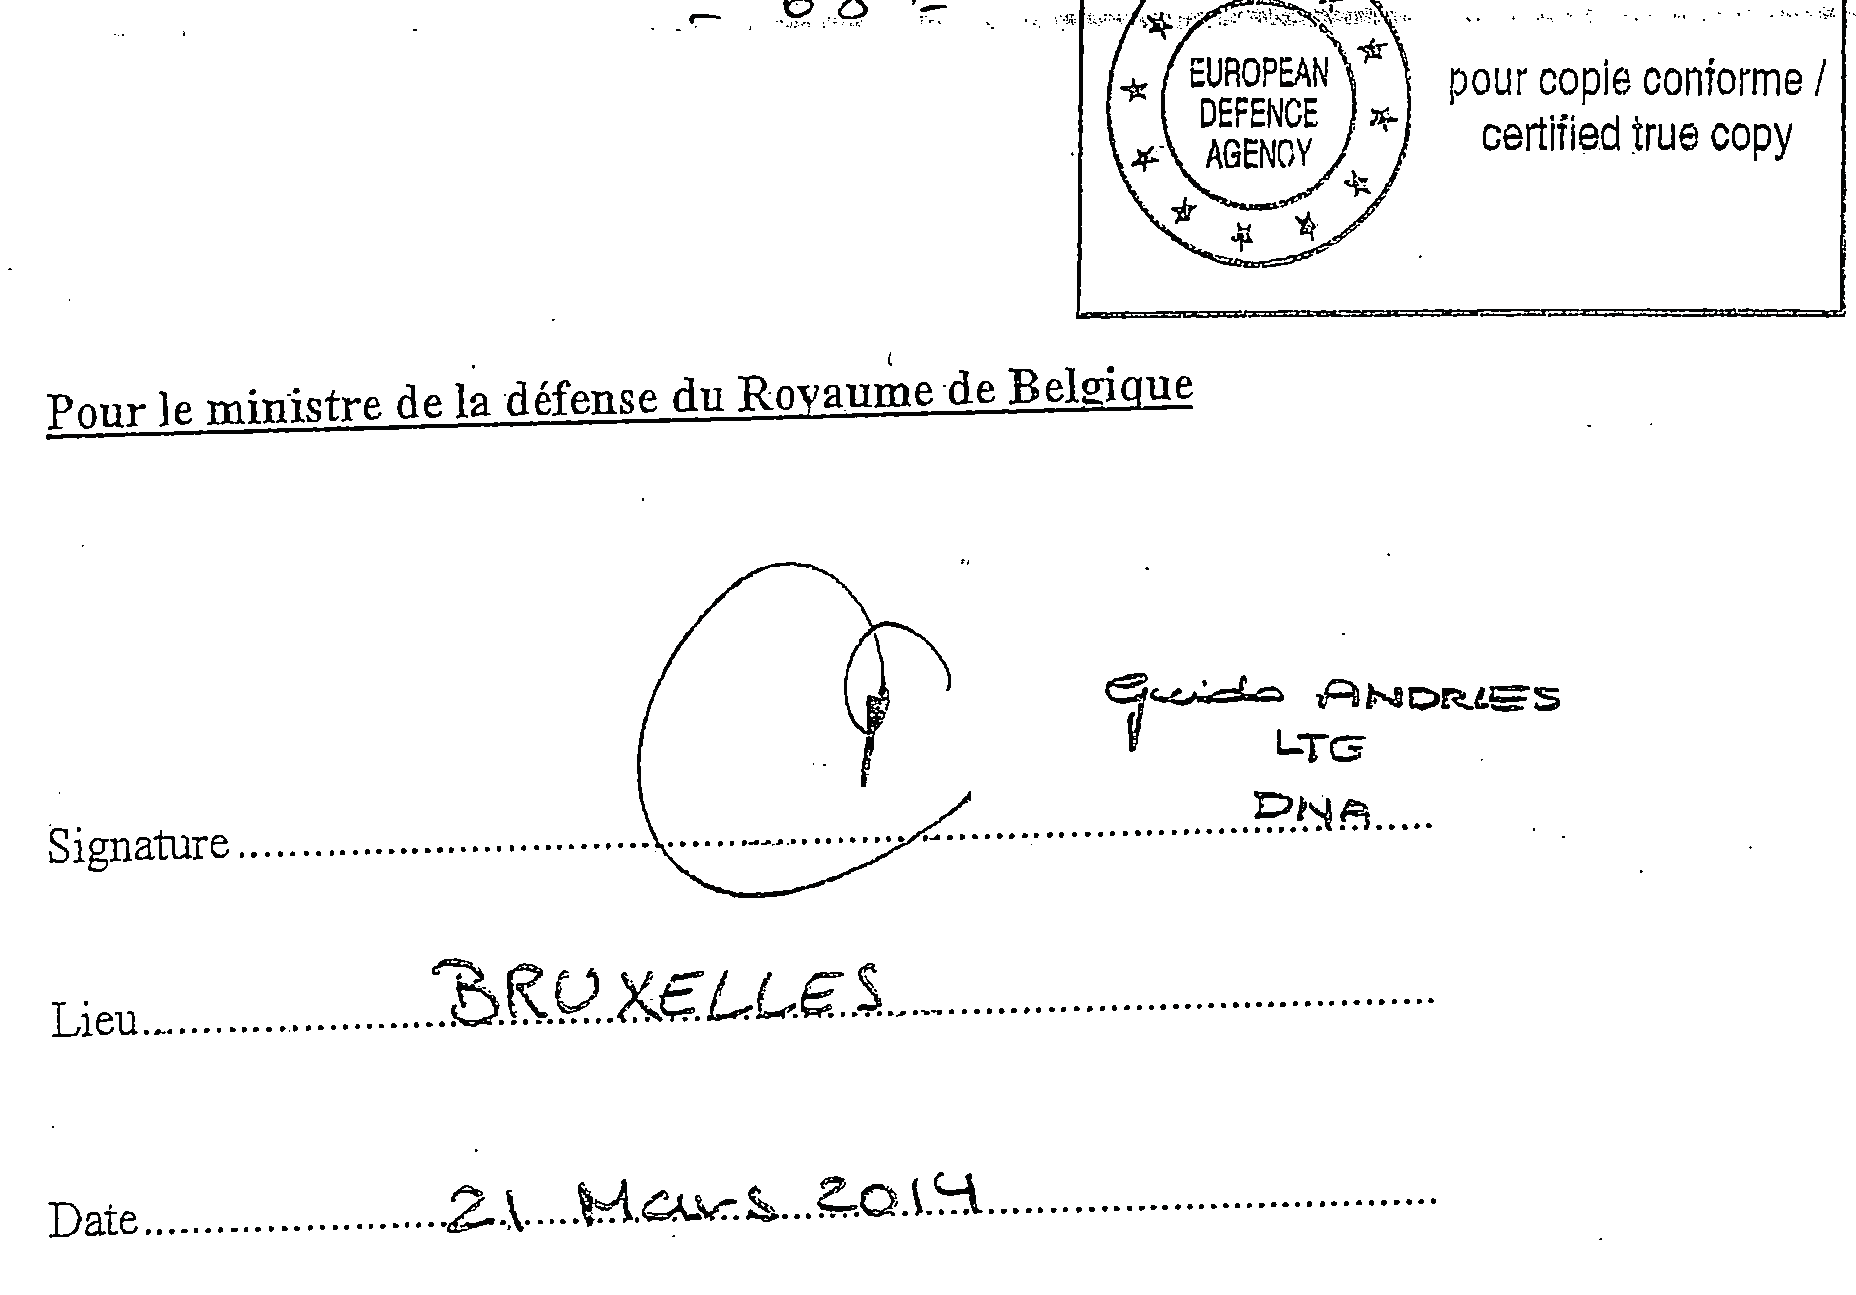 EUROPEAN
DEFENCE
AGENCY
pour copie conforme /
certified true copy
Pour le ministre de la défense du Royaume de Belgique
Guido ANDRIES
LTG
DNA
Signature
Lieu BRUXELLES
Date 21 Mars 2014